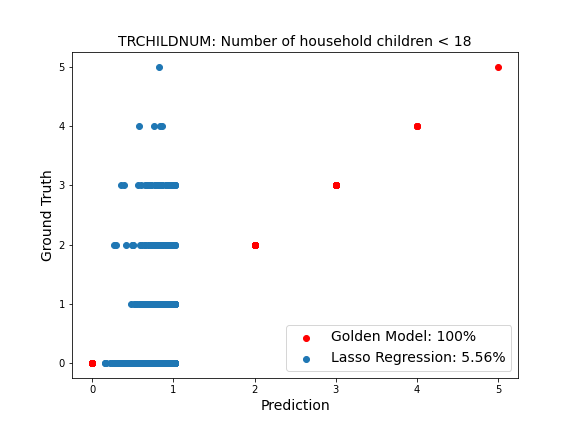 TRCHILDNUM: Number of household children < 18
Ground Truth
5
4
3
2
1
0
Golden Model: 100%
Lasso Regression: 5.56%
0 1 2 3 4 5
Prediction